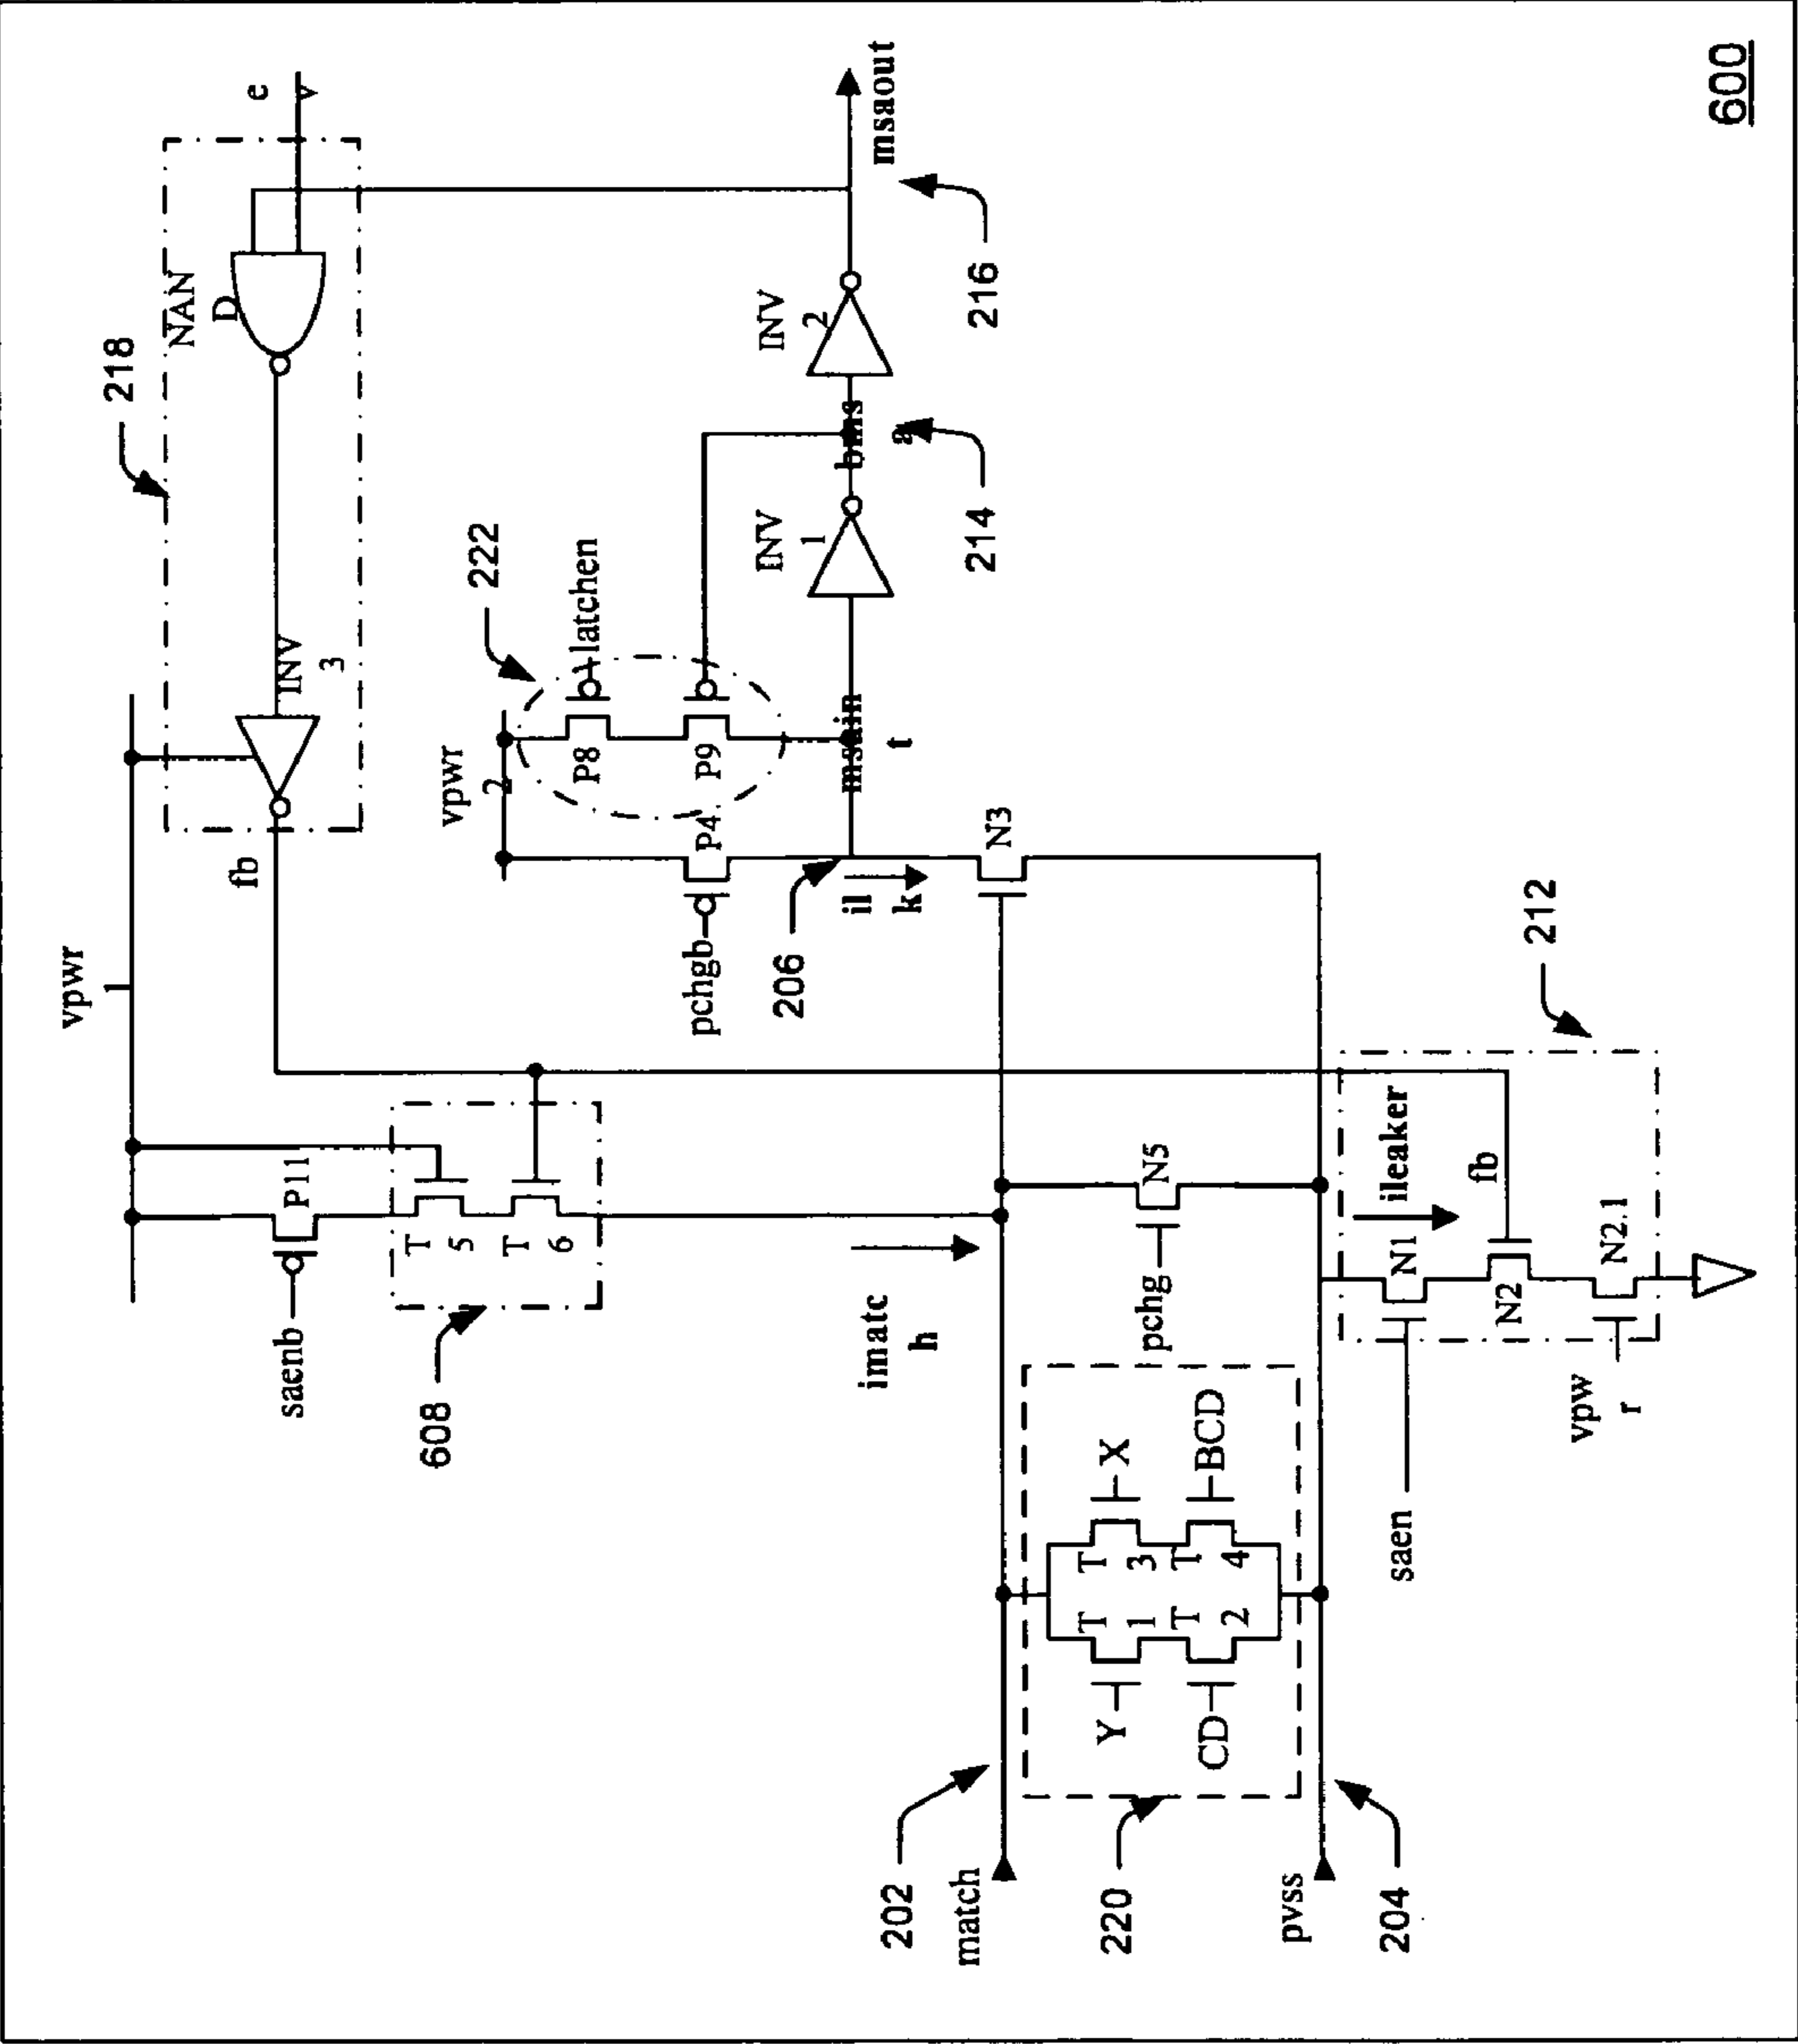 600
e
v
msaout
216
NAN
D
218
INV
2
bms
a
214
INV
1
222
latchen
INV
3
P8
P9
vpwr
2
msain
t
P4
pchgb
206
il
k
N3
fb
vpwr
212
P11
T
5
T
6
saenb
608
imatc
h
N5
pchg
ileaker
fb
N1
N2
N2.1
vpw
r
saen
X
BCD
T
3
T
4
T
1
T
2
Y
CD
202
match
220
pvss
204